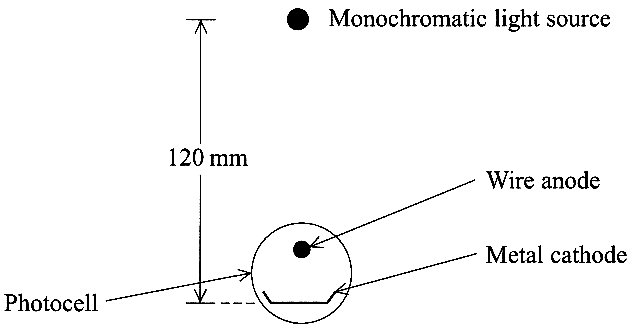 Monochromatic light source
120 mm
Wire anode
Metal cathode
Photocell